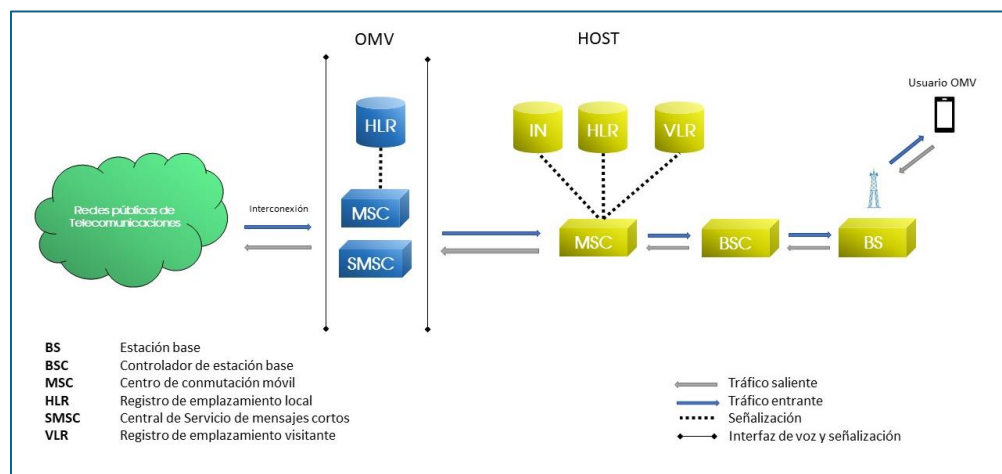 OMV
HOST
Usuario OMV
HLR
IN
HLR
VLR
Redes públicas de
Telecomunicaciones
Interconexión
MSC
SMSC
MSC
BSC
BS
BS Estación base
BSC Controlador de estación base
MSC Centro de conmutación móvil
HLR Registro de emplazamiento local
SMSC Central de Servicio de mensajes cortos
VLR Registro de emplazamiento visitante
Tráfico saliente
Tráfico entrante
Señalización
Interfaz de voz y señalización